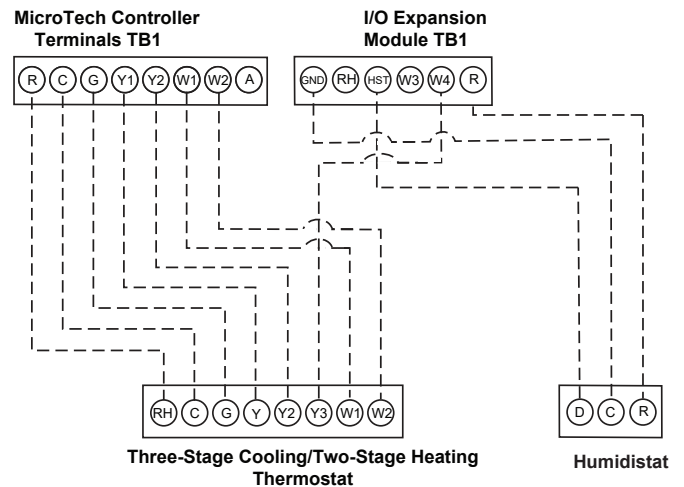 MicroTech Controller
Terminals TB1
I/O Expansion
Module TB1
R C G Y1 Y2 W1 W2 A
GND RH HST W3 W4 R
RH C G Y Y2 Y3 W1 W2
D C R
Three-Stage Cooling/Two-Stage Heating
Thermostat
Humidistat